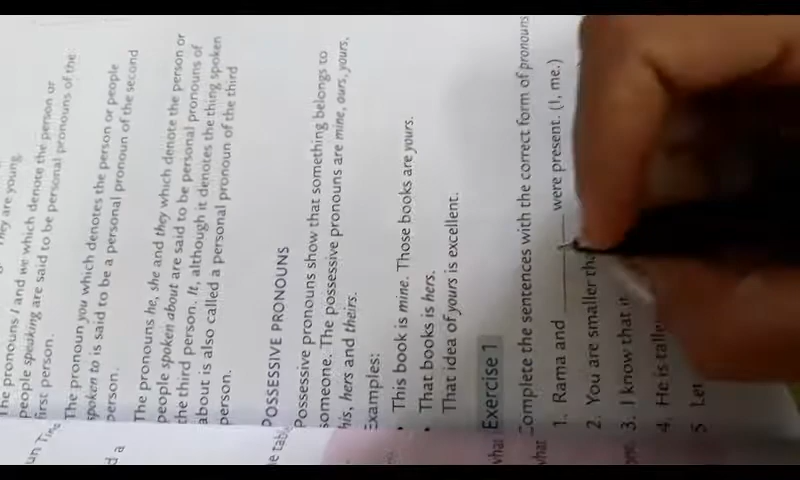 They are young
The pronouns I and we which denote the person or
people speaking are said to be personal pronouns of the
first person.
The pronoun you which denotes the person or people
spoken to is said to be a personal pronoun of the second
person.
The pronouns he, she and they which denote the person or
people spoken about are said to be personal pronouns of
the third person. It, although it denotes the thing spoken
about is also called a personal pronoun of the third
person.
POSSESSIVE PRONOUNS
Possessive pronouns show that something belongs to
someone. The possessive pronouns are mine, ours, yours,
his, hers and theirs.
Examples:
• This book is mine. Those books are yours.
• That books is hers.
That idea of yours is excellent.
Exercise 1
Complete the sentences with the correct form of pronouns
1. Rama and ______ were present. (I, me.)
2. You are smaller tha
3. I know that it
4. He is talle
5 Let